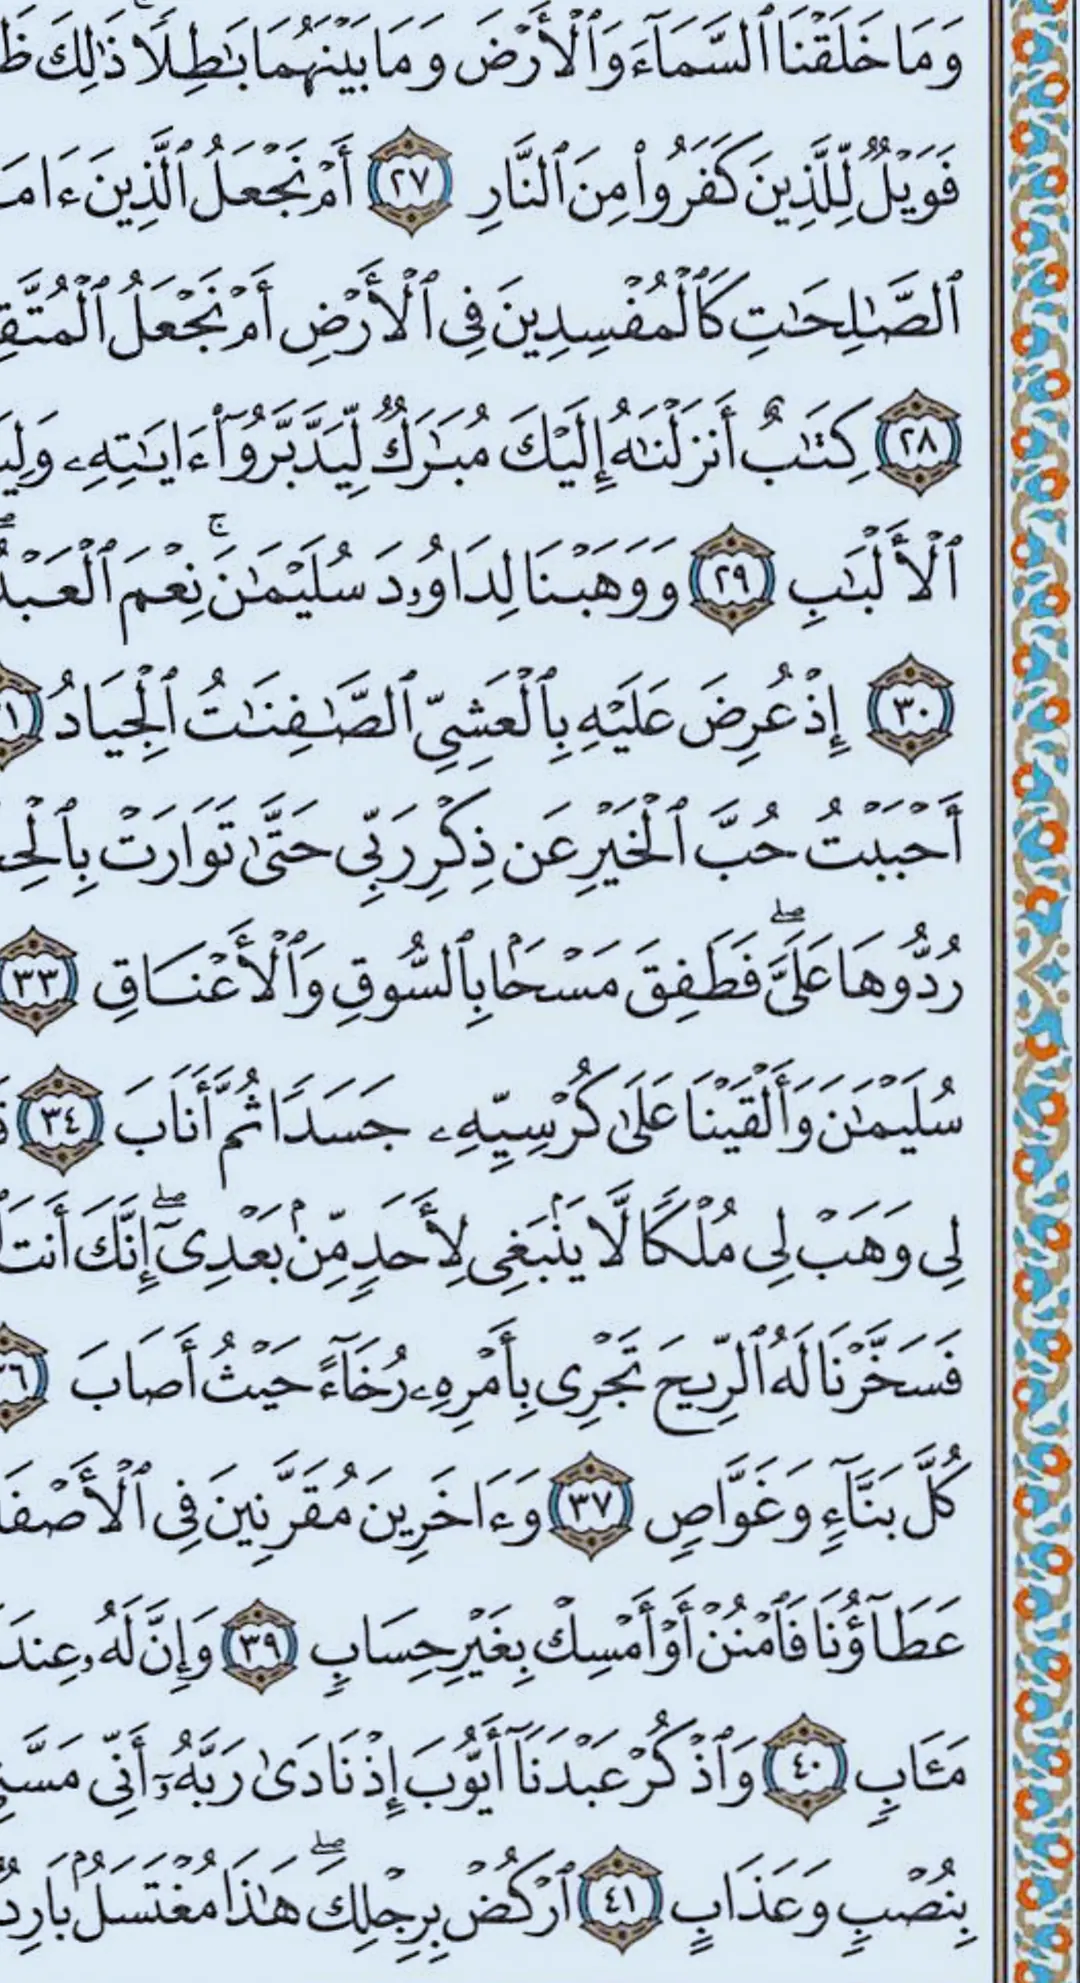 وَمَا خَلَقْنَا ٱلسَّمَآءَ وَٱلْأَرْضَ وَمَا بَيْنَهُمَا بَٰطِلًا ۚ ذَٰلِكَ
فَوَيْلٌ لِّلَّذِينَ كَفَرُوا۟ مِنَ ٱلنَّارِ ٢٧ أَمْ نَجْعَلُ ٱلَّذِينَ ءَامَ
ٱلصَّٰلِحَٰتِ كَٱلْمُفْسِدِينَ فِى ٱلْأَرْضِ أَمْ نَجْعَلُ ٱلْمُتَّقِ
٢٨ كِتَٰبٌ أَنزَلْنَٰهُ إِلَيْكَ مُبَٰرَكٌ لِّيَدَّبَّرُوٓا۟ ءَايَٰتِهِۦ وَلِيَ
ٱلْأَلْبَٰبِ ٢٩ وَوَهَبْنَا لِدَاوُۥدَ سُلَيْمَٰنَ ۚ نِعْمَ ٱلْعَبْدُ
٣٠ إِذْ عُرِضَ عَلَيْهِ بِٱلْعَشِىِّ ٱلصَّٰفِنَٰتُ ٱلْجِيَادُ
أَحْبَبْتُ حُبَّ ٱلْخَيْرِ عَن ذِكْرِ رَبِّى حَتَّىٰ تَوَارَتْ بِٱلْحِ
رُدُّوهَا عَلَىَّ ۖ فَطَفِقَ مَسْحًۢا بِٱلسُّوقِ وَٱلْأَعْنَاقِ ٣٣
سُلَيْمَٰنَ وَأَلْقَيْنَا عَلَىٰ كُرْسِيِّهِۦ جَسَدًا ثُمَّ أَنَابَ ٣٤
لِى وَهَبْ لِى مُلْكًا لَّا يَنۢبَغِى لِأَحَدٍ مِّنۢ بَعْدِىٓ ۖ إِنَّكَ أَنتَ
فَسَخَّرْنَا لَهُ ٱلرِّيحَ تَجْرِى بِأَمْرِهِۦ رُخَآءً حَيْثُ أَصَابَ
كُلَّ بَنَّآءٍ وَغَوَّاصٍ ٣٧ وَءَاخَرِينَ مُقَرَّنِينَ فِى ٱلْأَصْفَا
عَطَآؤُنَا فَٱمْنُنْ أَوْ أَمْسِكْ بِغَيْرِ حِسَابٍ ٣٩ وَإِنَّ لَهُۥ عِندَ
مَـَٔابٍ ٤٠ وَٱذْكُرْ عَبْدَنَآ أَيُّوبَ إِذْ نَادَىٰ رَبَّهُۥٓ أَنِّى مَسَّنِ
بِنُصْبٍ وَعَذَابٍ ٤١ ٱرْكُضْ بِرِجْلِكَ ۖ هَٰذَا مُغْتَسَلٌۢ بَارِدٌ